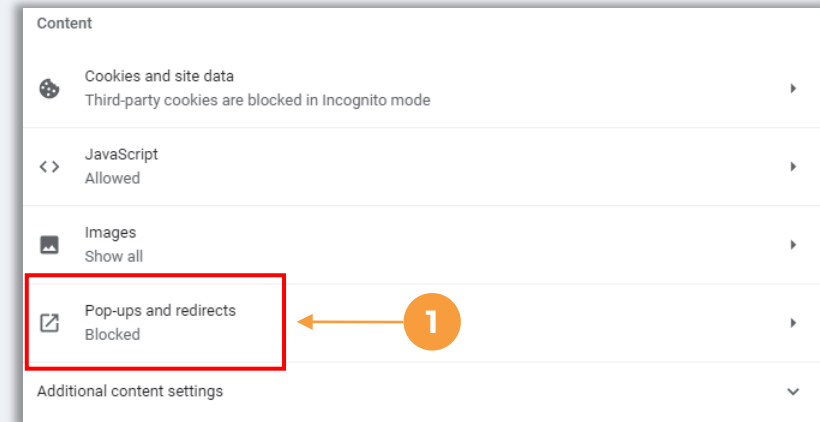 Content
Cookies and site data
Third-party cookies are blocked in Incognito mode
JavaScript
Allowed
Images
Show all
Pop-ups and redirects
Blocked
1
Additional content settings